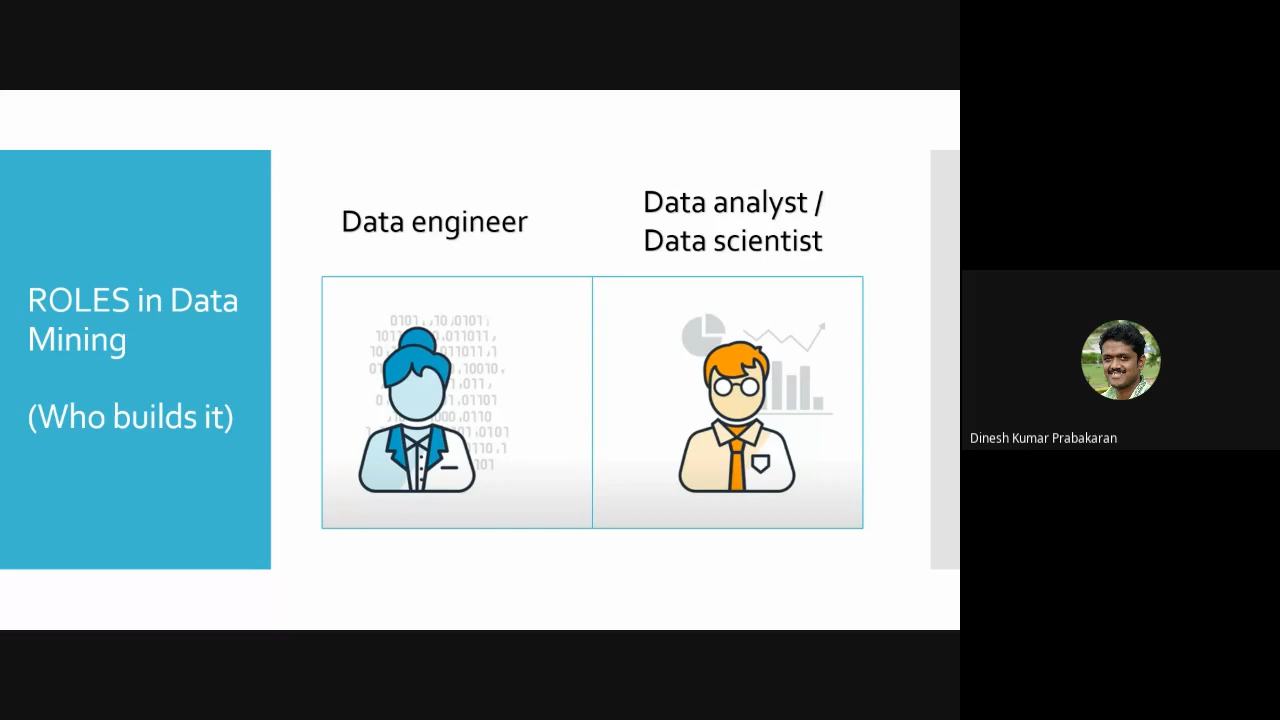 ROLES in Data
Mining
(Who builds it)
Data engineer
Data analyst /
Data scientist
Dinesh Kumar Prabakaran